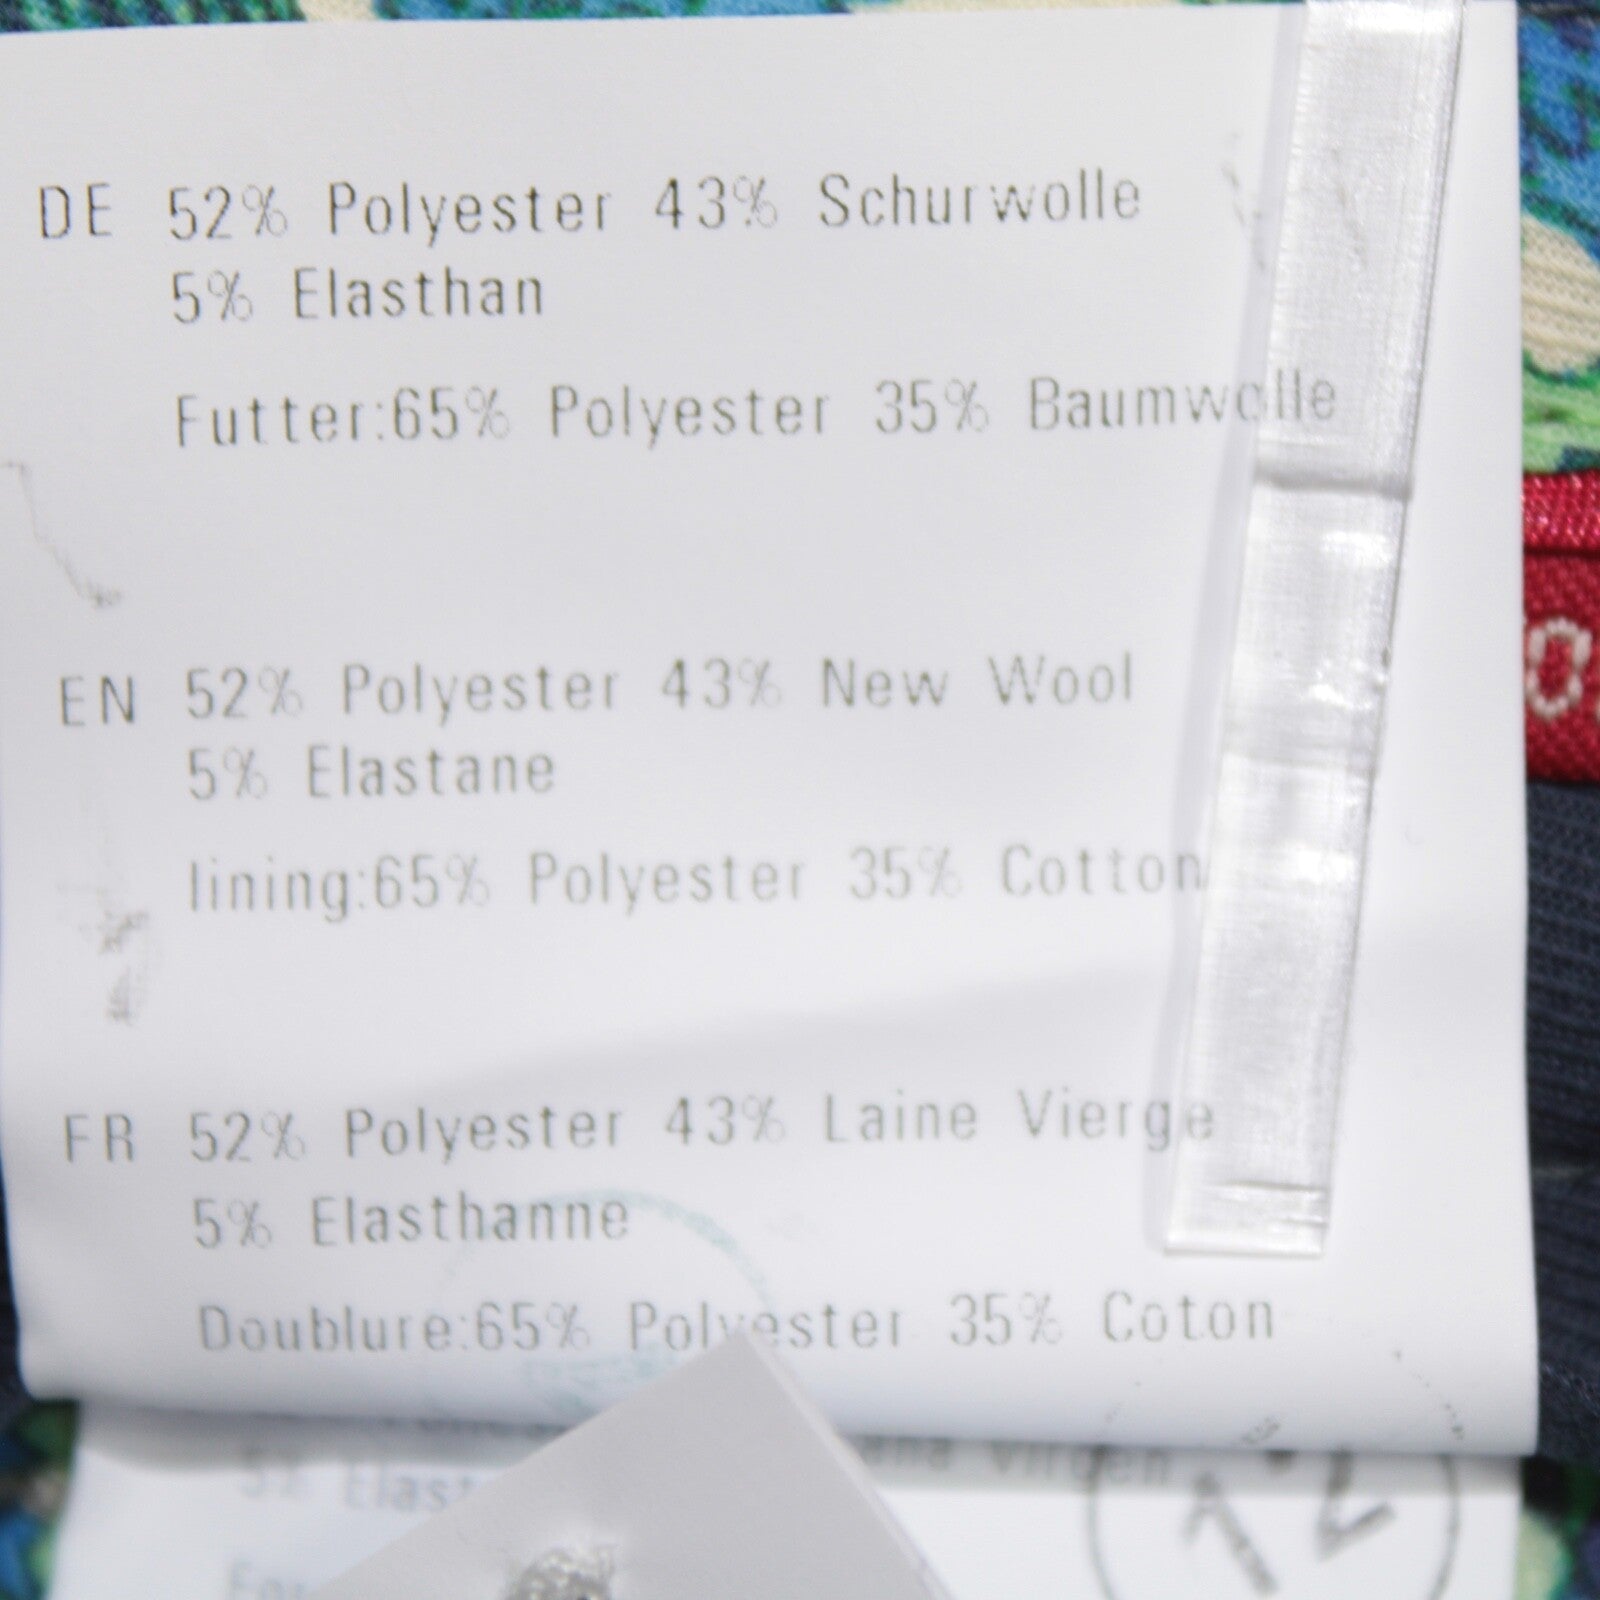 DE 52% Polyester 43% Schurwolle
5% Elasthan
Futter:65% Polyester 35% Baumwolle
EN 52% Polyester 43% New Wool
5% Elastane
lining:65% Polyester 35% Cotton
FR 52% Polyester 43% Laine Vierge
5% Elasthanne
Doublure:65% Polyester 35% Coton
5% Elast